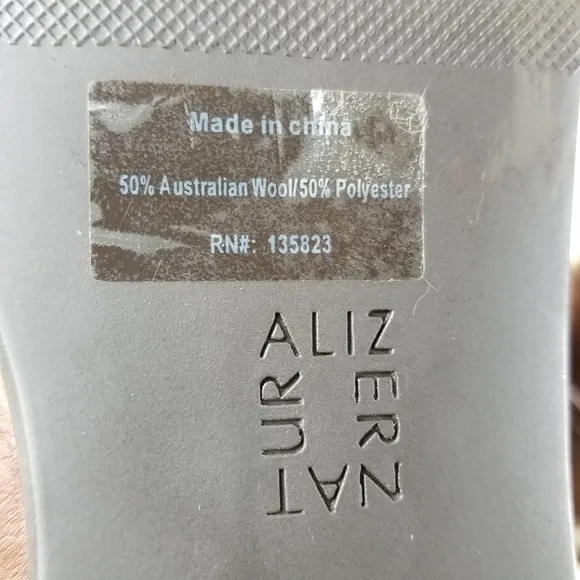 Made in china
50% Australian Wool/50% Polyester
RN#: 135823
NATURALIZER